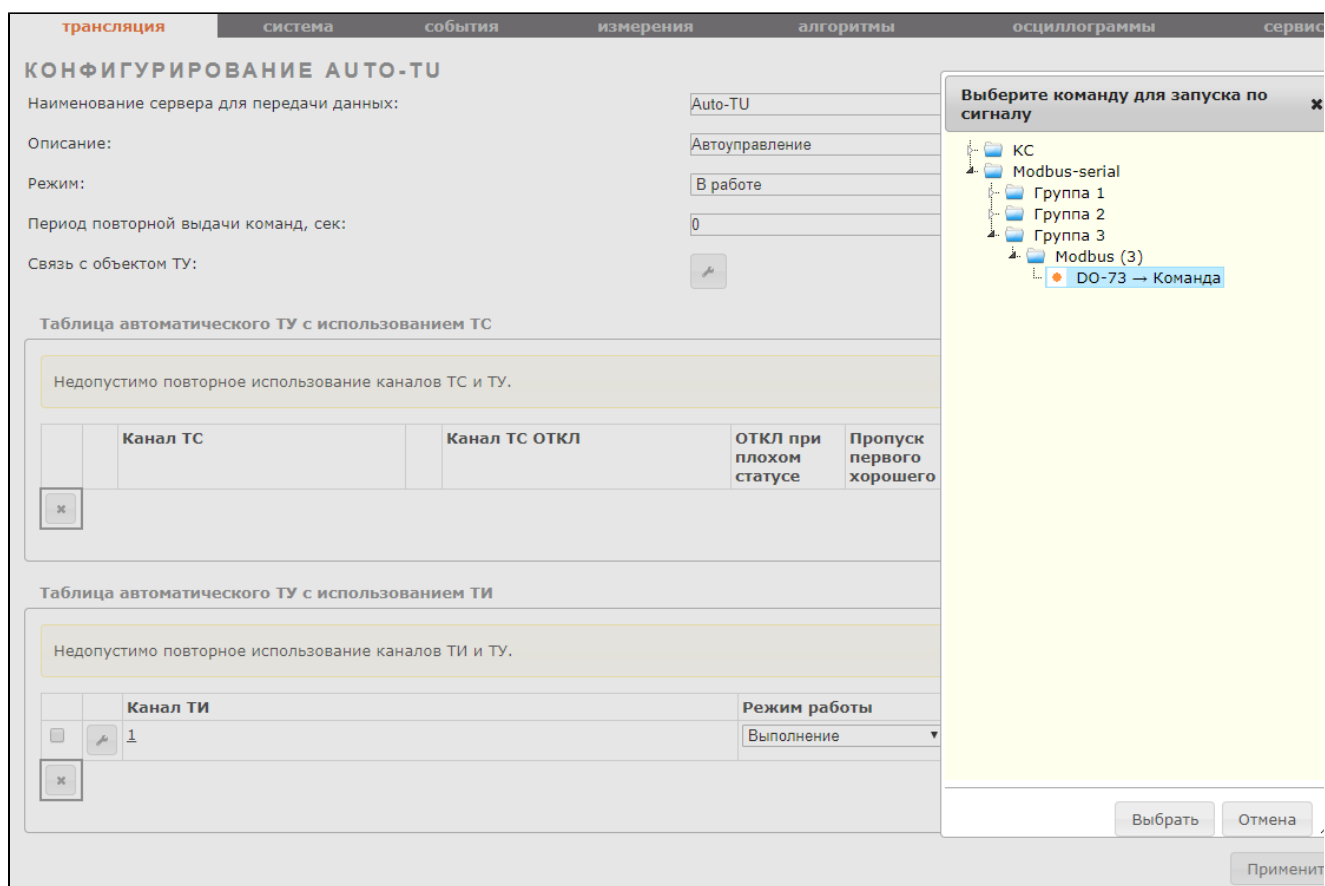 трансляция система события измерения алгоритмы осциллограммы сервис
КОНФИГУРИРОВАНИЕ AUTO-TU
Наименование сервера для передачи данных: Auto-TU
Описание: Автоуправление
Режим: В работе
Период повторной выдачи команд, сек: 0
Связь с объектом ТУ:
Таблица автоматического ТУ с использованием ТС
Недопустимо повторное использование каналов ТС и ТУ.
Канал ТС Канал ТС ОТКЛ ОТКЛ при плохом статусе Пропуск первого хорошего
Таблица автоматического ТУ с использованием ТИ
Недопустимо повторное использование каналов ТИ и ТУ.
Канал ТИ Режим работы
1 Выполнение
Выберите команду для запуска по
сигналу
КС
Modbus-serial
Группа 1
Группа 2
Группа 3
Modbus (3)
DO-73 → Команда
Выбрать Отмена
Применит